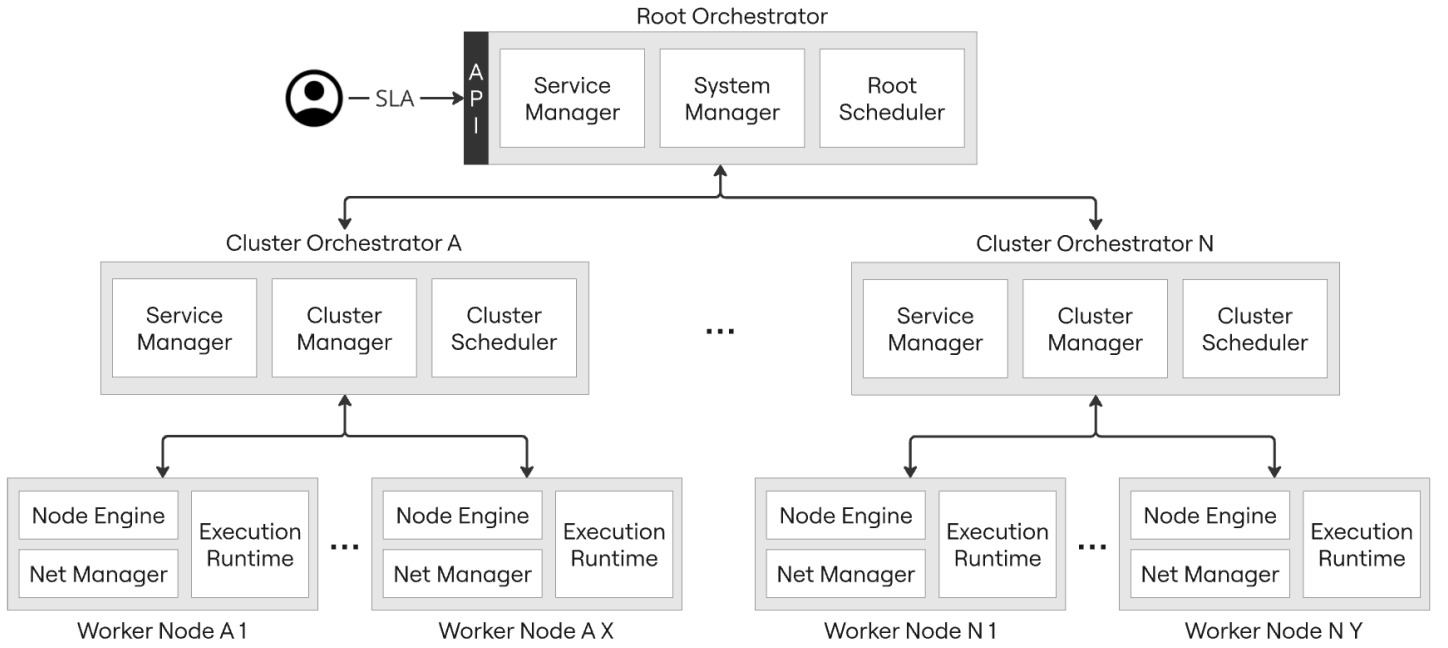 Root Orchestrator
SLA
A
P
I
Service
Manager
System
Manager
Root
Scheduler
Cluster Orchestrator A
Service
Manager
Cluster
Manager
Cluster
Scheduler
...
Cluster Orchestrator N
Service
Manager
Cluster
Manager
Cluster
Scheduler
Node Engine
Net Manager
Execution
Runtime
Worker Node A 1
...
Node Engine
Net Manager
Execution
Runtime
Worker Node A X
Node Engine
Net Manager
Execution
Runtime
Worker Node N 1
...
Node Engine
Net Manager
Execution
Runtime
Worker Node N Y